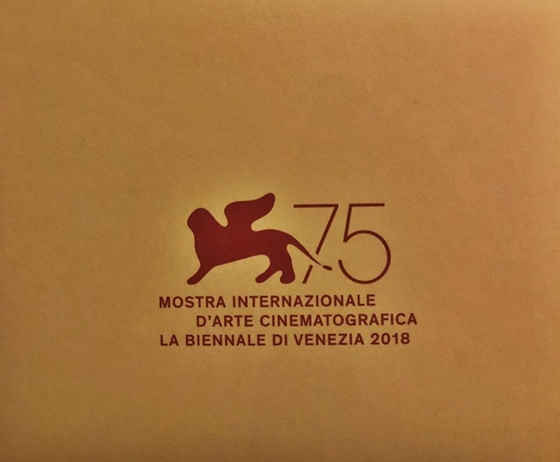 75
MOSTRA INTERNAZIONALE
D'ARTE CINEMATOGRAFICA
LA BIENNALE DI VENEZIA 2018